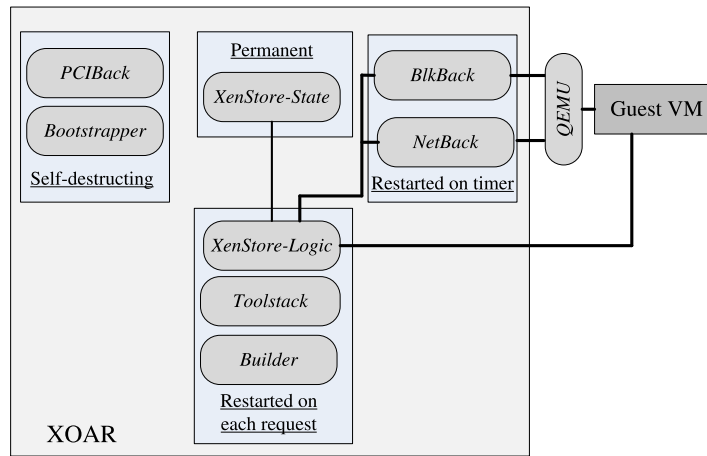 PCIBack
Bootstrapper
Self-destructing
Permanent
XenStore-State
BlkBack
NetBack
Restarted on timer
QEMU
Guest VM
XenStore-Logic
Toolstack
Builder
Restarted on
each request
XOAR